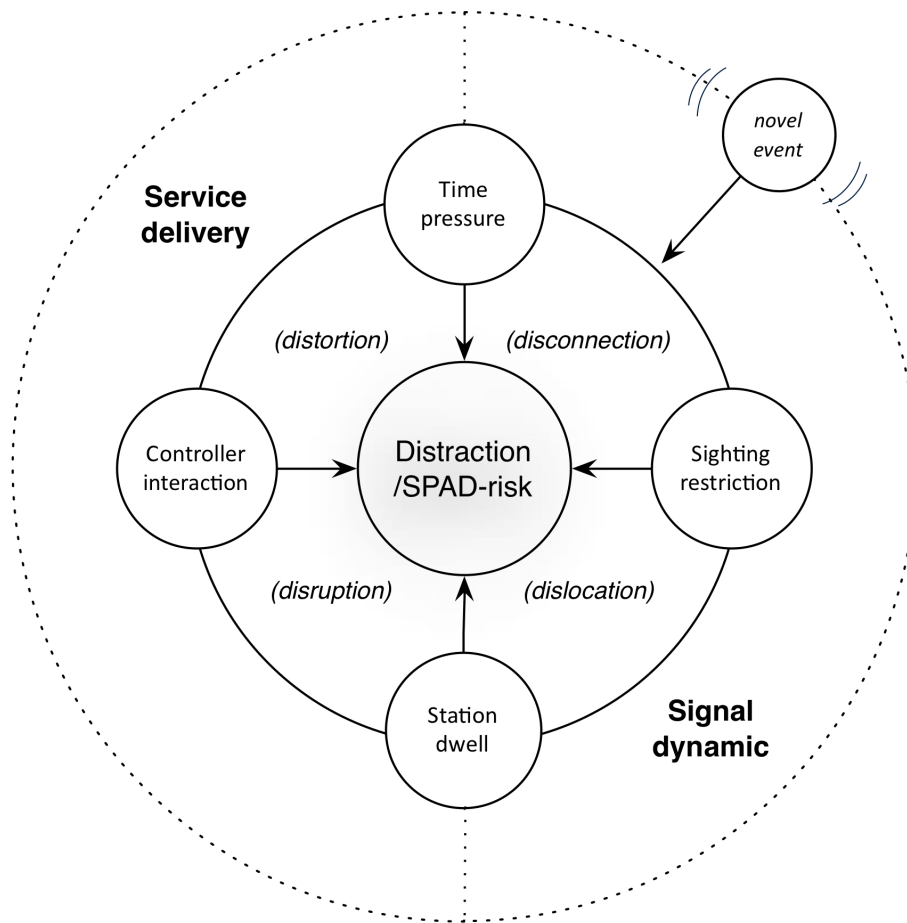 novel
event
Service
delivery
Time
pressure
(distortion)
(disconnection)
Controller
interaction
Distraction
/SPAD-risk
Sighting
restriction
(disruption)
(dislocation)
Station
dwell
Signal
dynamic